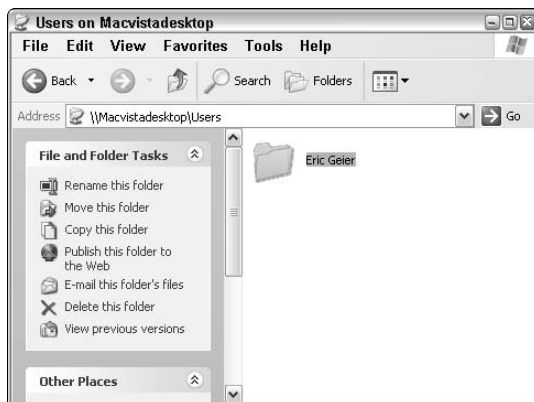 Users on Macvistadesktop
File Edit View Favorites Tools Help
Back Search Folders
Address \\Macvistadesktop\Users Go
File and Folder Tasks
Rename this folder
Move this folder
Copy this folder
Publish this folder to
the Web
E-mail this folder's files
Delete this folder
View previous versions
Other Places
Eric Geier